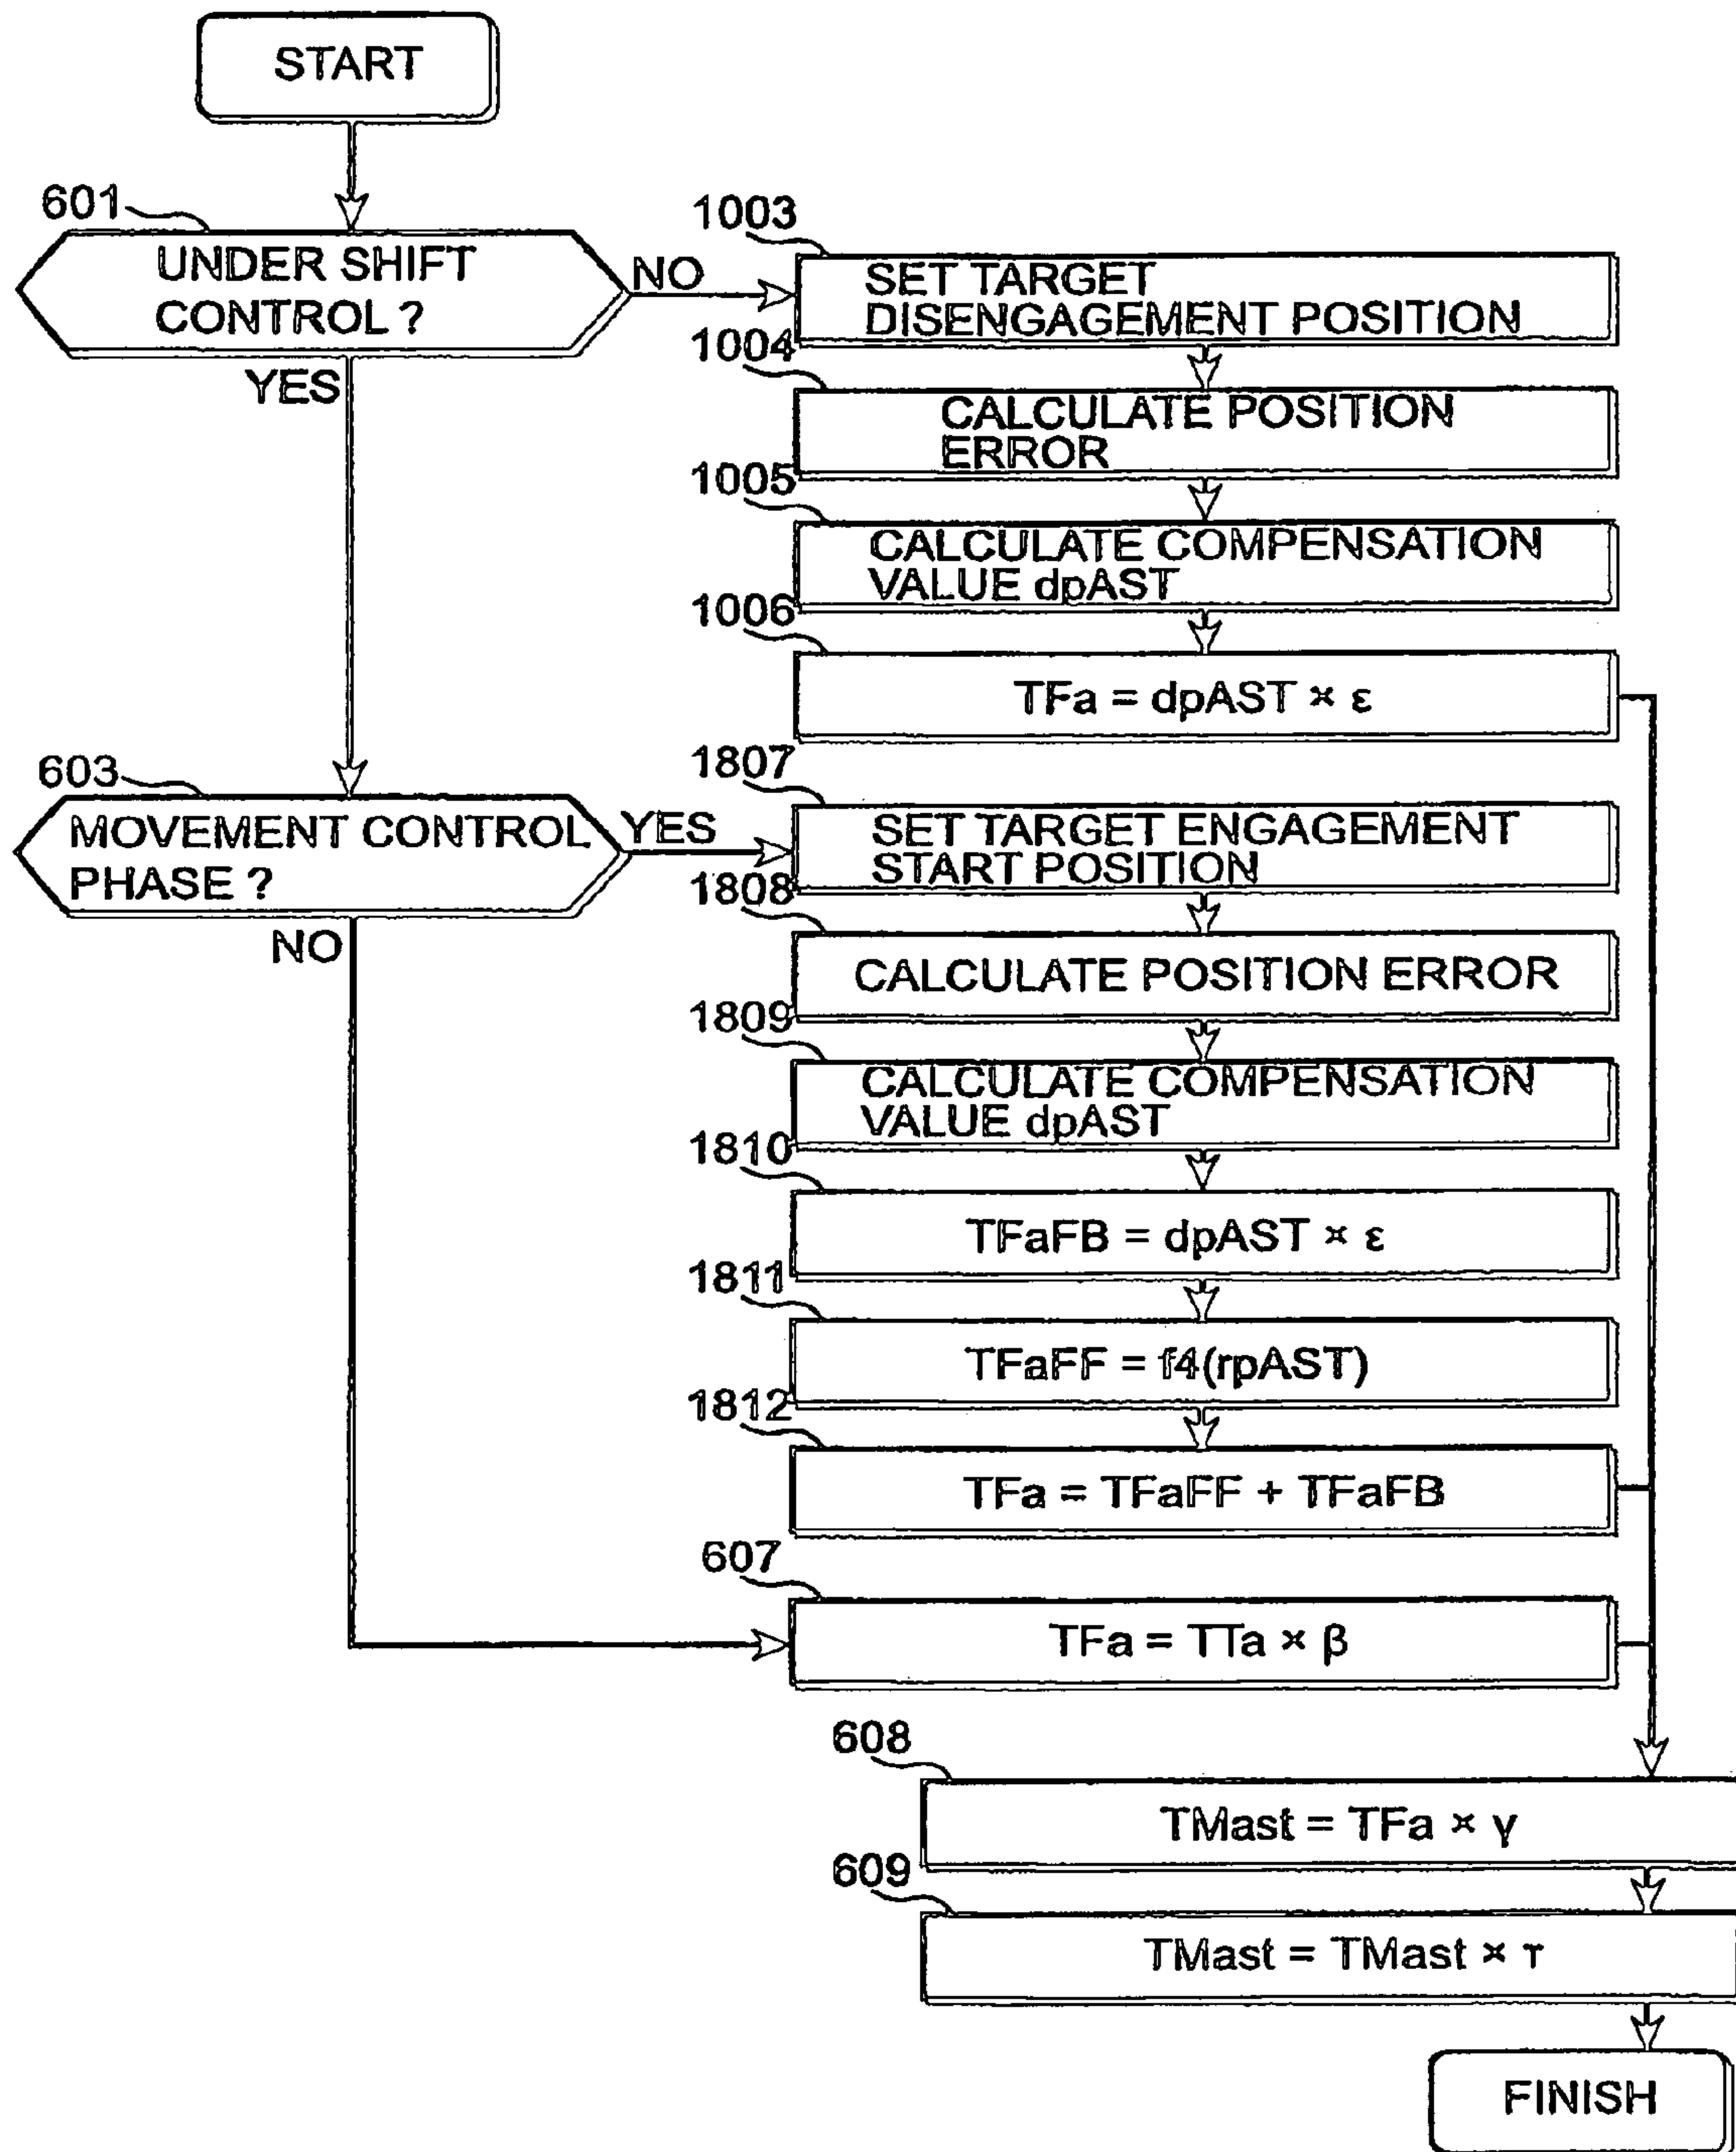 START
601
UNDER SHIFT
CONTROL ?
NO
YES
1003
SET TARGET
DISENGAGEMENT POSITION
1004
CALCULATE POSITION
ERROR
1005
CALCULATE COMPENSATION
VALUE dpAST
1006
TFa = dpAST × ε
603
MOVEMENT CONTROL
PHASE ?
YES
NO
1807
SET TARGET ENGAGEMENT
START POSITION
1808
CALCULATE POSITION ERROR
1809
CALCULATE COMPENSATION
VALUE dpAST
1810
TFaFB = dpAST × ε
1811
TFaFF = f4(rpAST)
1812
TFa = TFaFF + TFaFB
607
TFa = TTa × β
608
TMast = TFa × γ
609
TMast = TMast × τ
FINISH